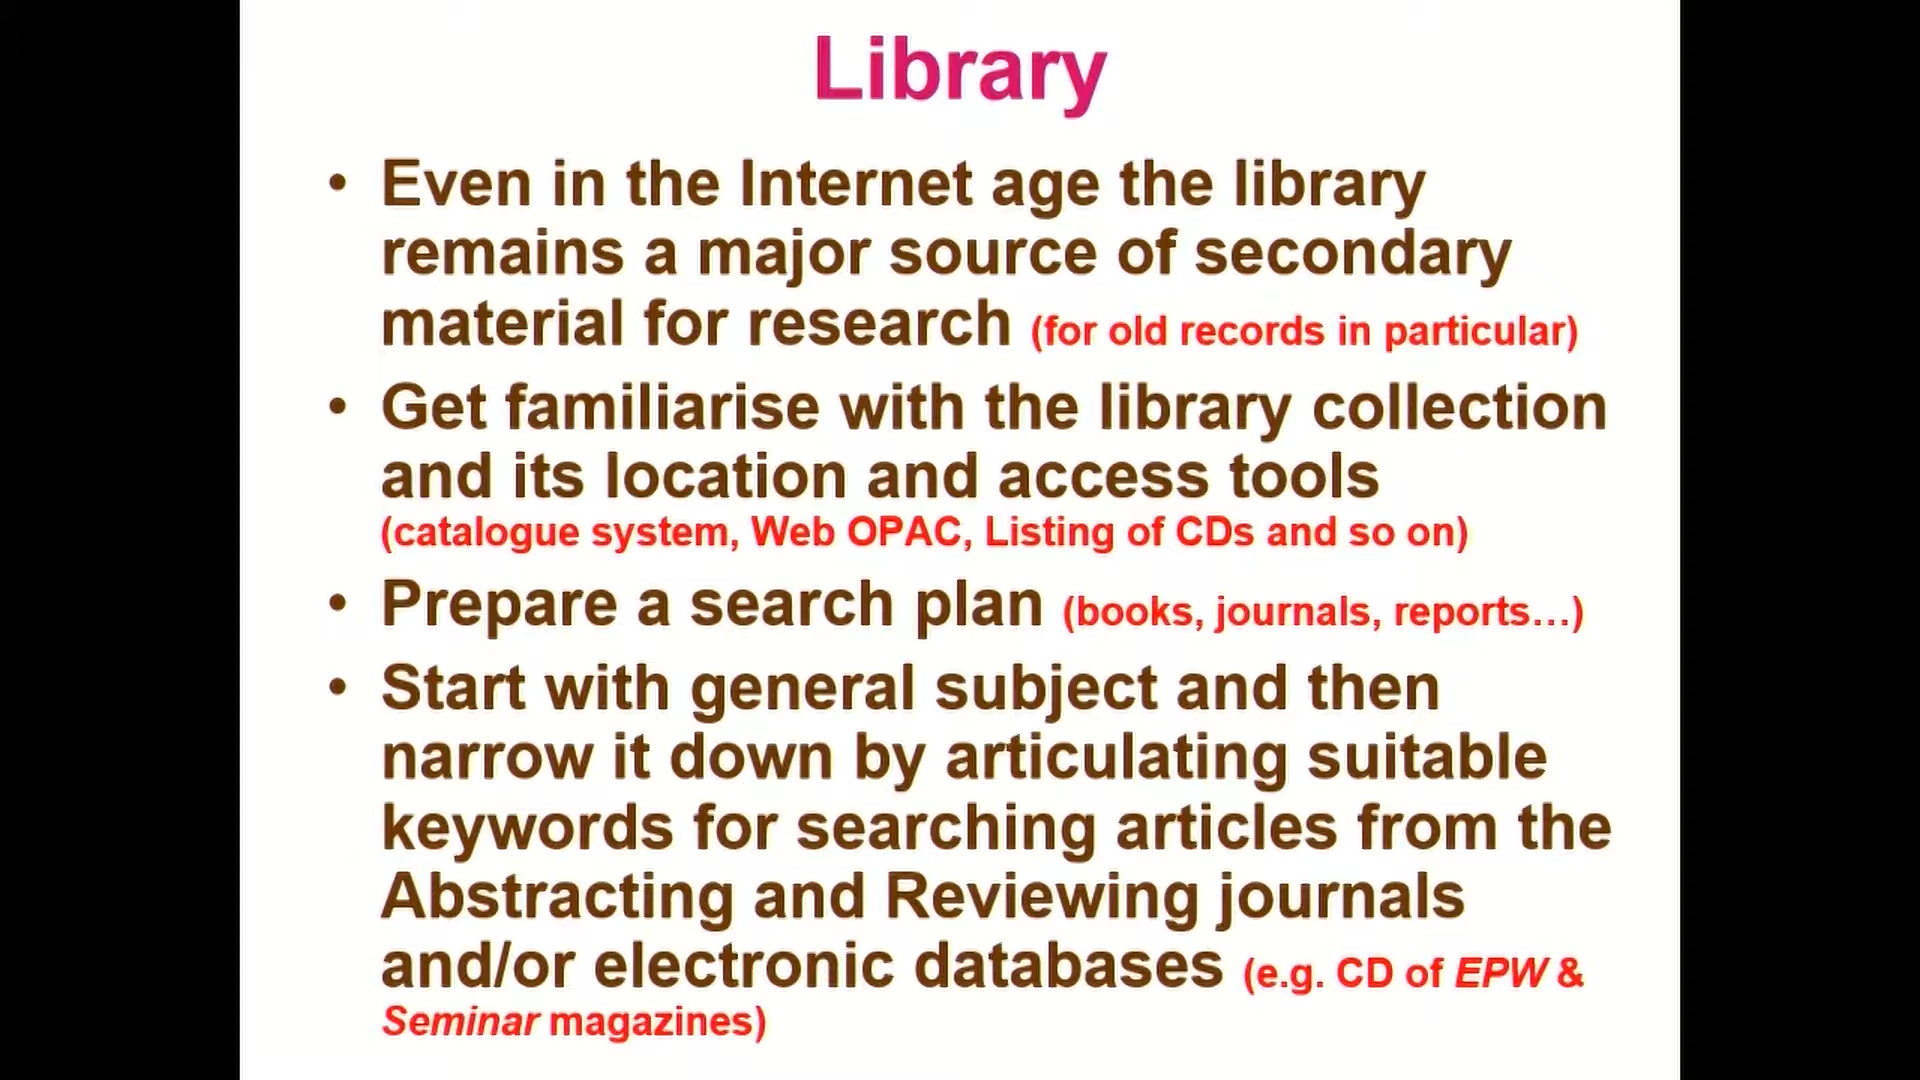 Library
• Even in the Internet age the library
remains a major source of secondary
material for research (for old records in particular)
• Get familiarise with the library collection
and its location and access tools
(catalogue system, Web OPAC, Listing of CDs and so on)
• Prepare a search plan (books, journals, reports…)
• Start with general subject and then
narrow it down by articulating suitable
keywords for searching articles from the
Abstracting and Reviewing journals
and/or electronic databases (e.g. CD of EPW &
Seminar magazines)